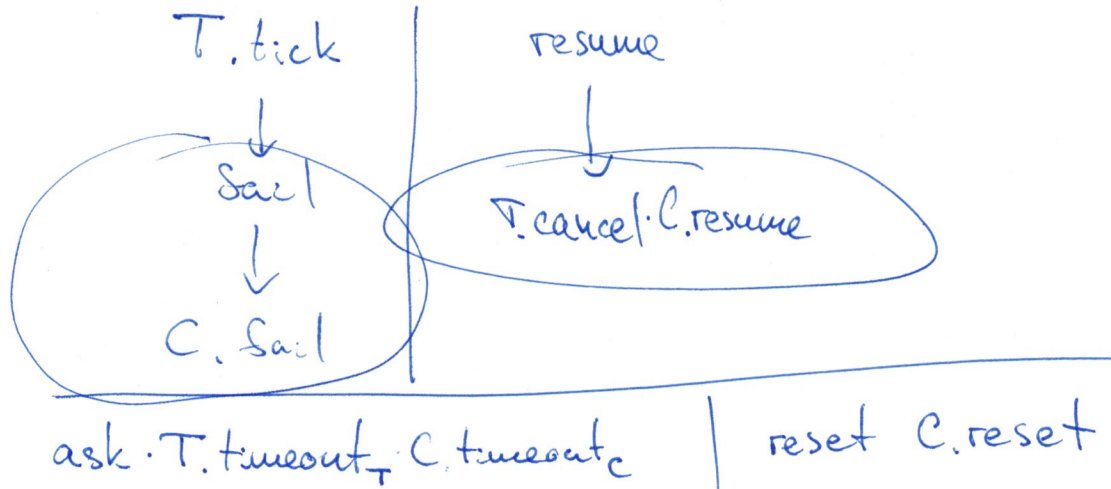 T.tick
resume
fail
T.cancel·C.resume
C. fail
ask·T.timeout_T·C.timeout_C
reset C.reset